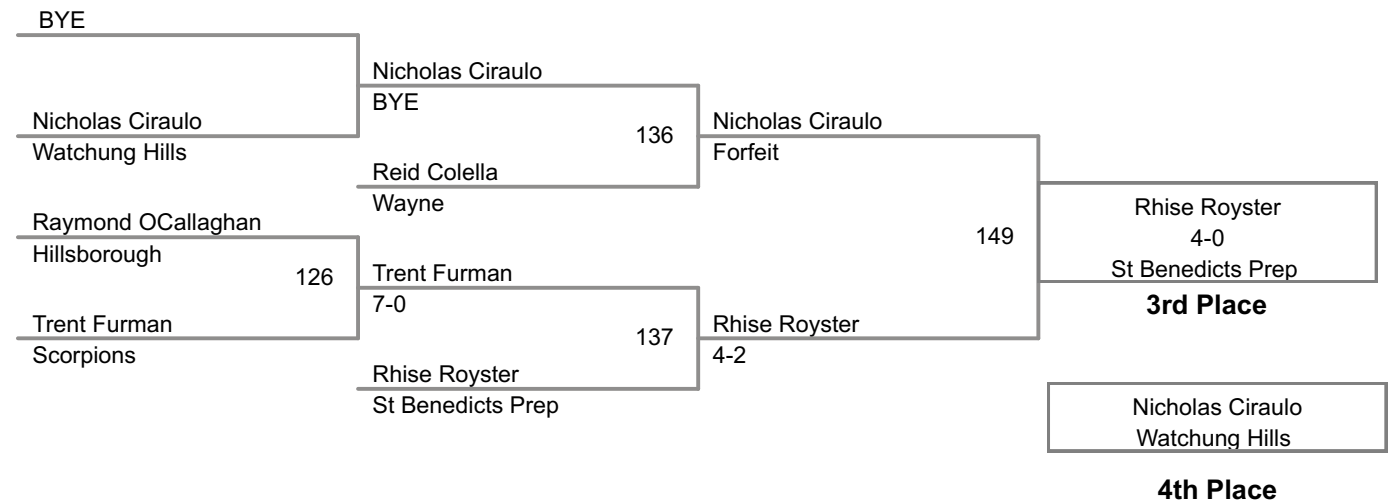 BYE
Nicholas Ciraulo
BYE
Nicholas Ciraulo
Watchung Hills
136
Nicholas Ciraulo
Forfeit
Reid Colella
Wayne
Raymond OCallaghan
Hillsborough
126
Trent Furman
7-0
Trent Furman
Scorpions
137
Rhise Royster
4-2
Rhise Royster
St Benedicts Prep
149
Rhise Royster
4-0
St Benedicts Prep
3rd Place
Nicholas Ciraulo
Watchung Hills
4th Place